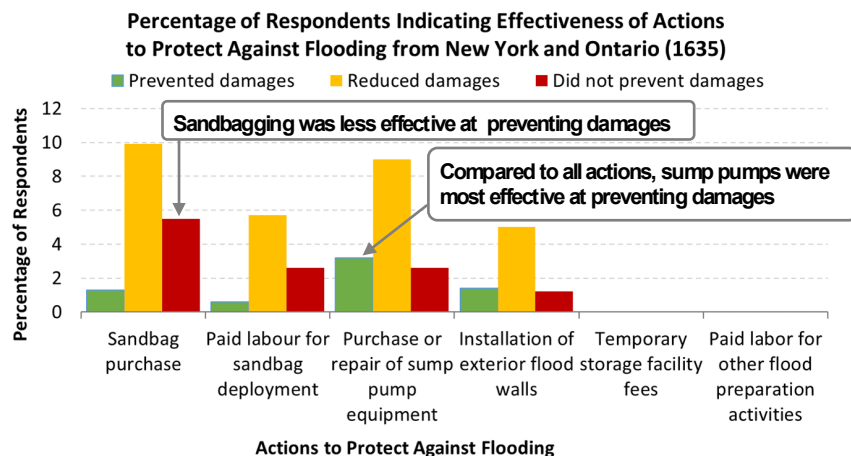 Percentage of Respondents Indicating Effectiveness of Actions
to Protect Against Flooding from New York and Ontario (1635)
Prevented damages Reduced damages Did not prevent damages
Percentage of Respondents
12
10
8
6
4
2
0
Sandbagging was less effective at preventing damages
Compared to all actions, sump pumps were
most effective at preventing damages
Sandbag
purchase
Paid labour for
sandbag
deployment
Purchase or
repair of sump
pump
equipment
Installation of
exterior flood
walls
Temporary
storage facility
fees
Paid labor for
other flood
preparation
activities
Actions to Protect Against Flooding